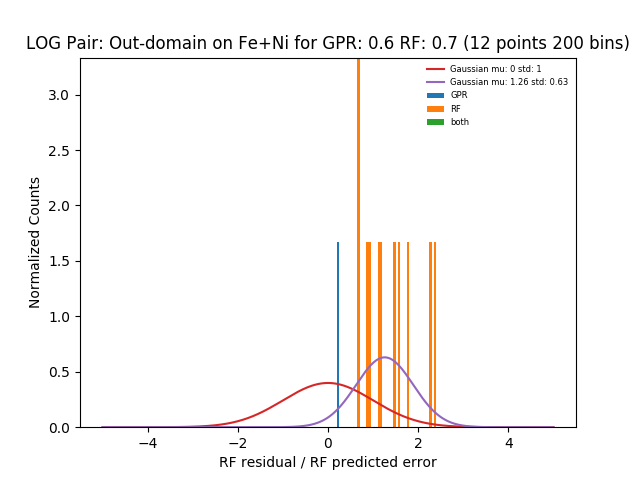 LOG Pair: Out-domain on Fe+Ni for GPR: 0.6 RF: 0.7 (12 points 200 bins)
Gaussian mu: 0 std: 1
Gaussian mu: 1.26 std: 0.63
GPR
RF
both
Normalized Counts
3.0
2.5
2.0
1.5
1.0
0.5
0.0
−4 −2 0 2 4
RF residual / RF predicted error